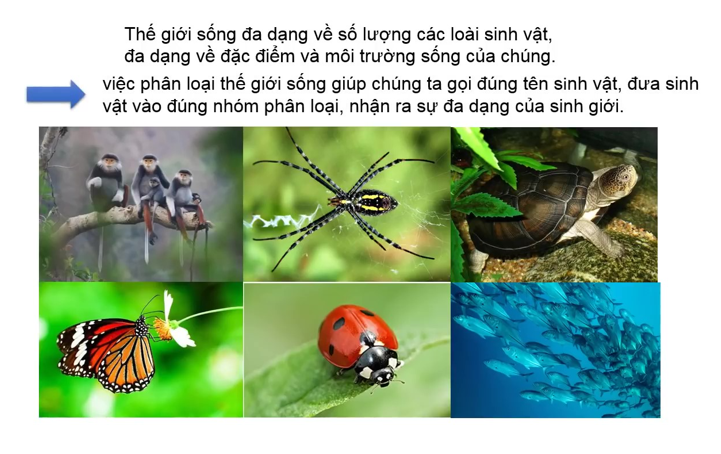 Thế giới sống đa dạng về số lượng các loài sinh vật,
đa dạng về đặc điểm và môi trường sống của chúng.
việc phân loại thế giới sống giúp chúng ta gọi đúng tên sinh vật, đưa sinh
vật vào đúng nhóm phân loại, nhận ra sự đa dạng của sinh giới.